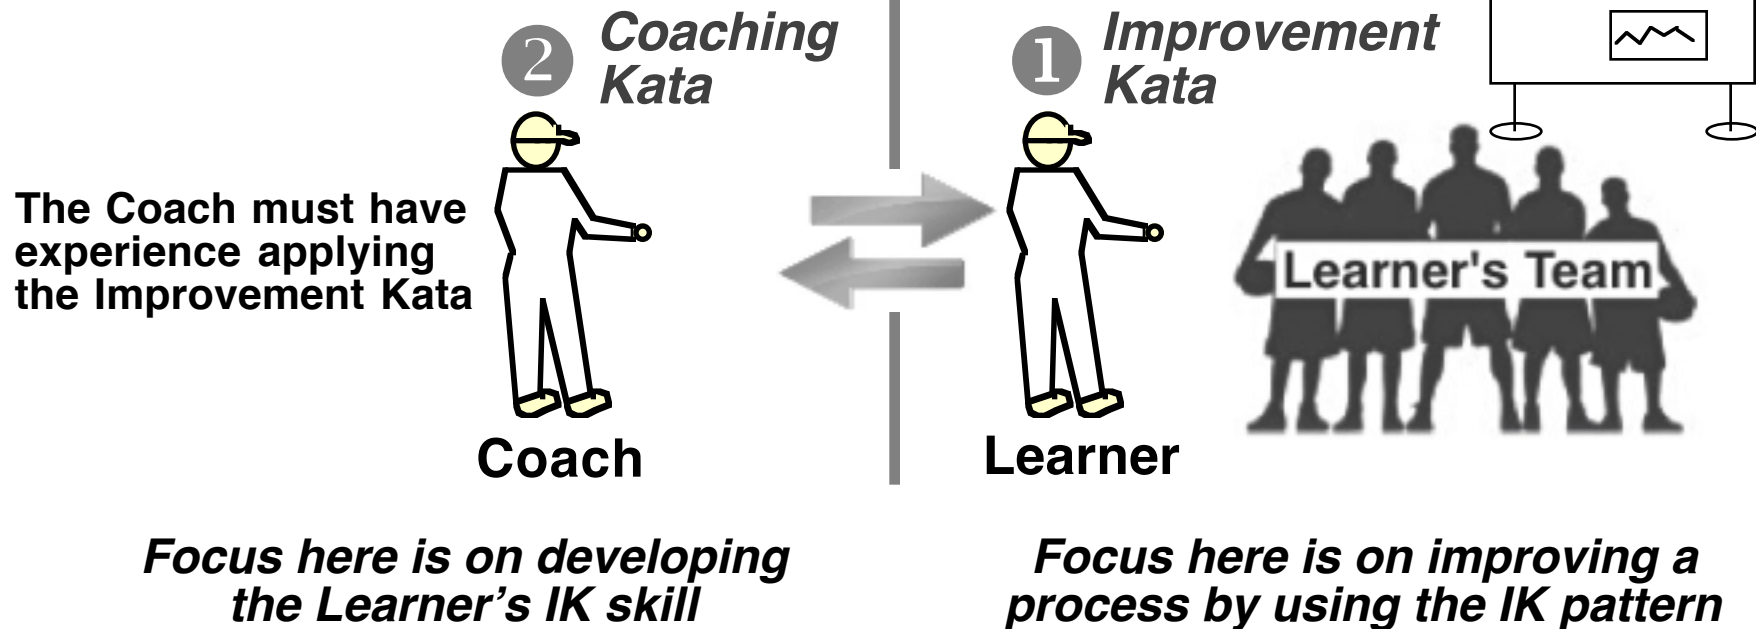 2 Coaching
Kata
The Coach must have
experience applying
the Improvement Kata
Coach
Focus here is on developing
the Learner’s IK skill
1 Improvement
Kata
Learner's Team
Learner
Focus here is on improving a
process by using the IK pattern